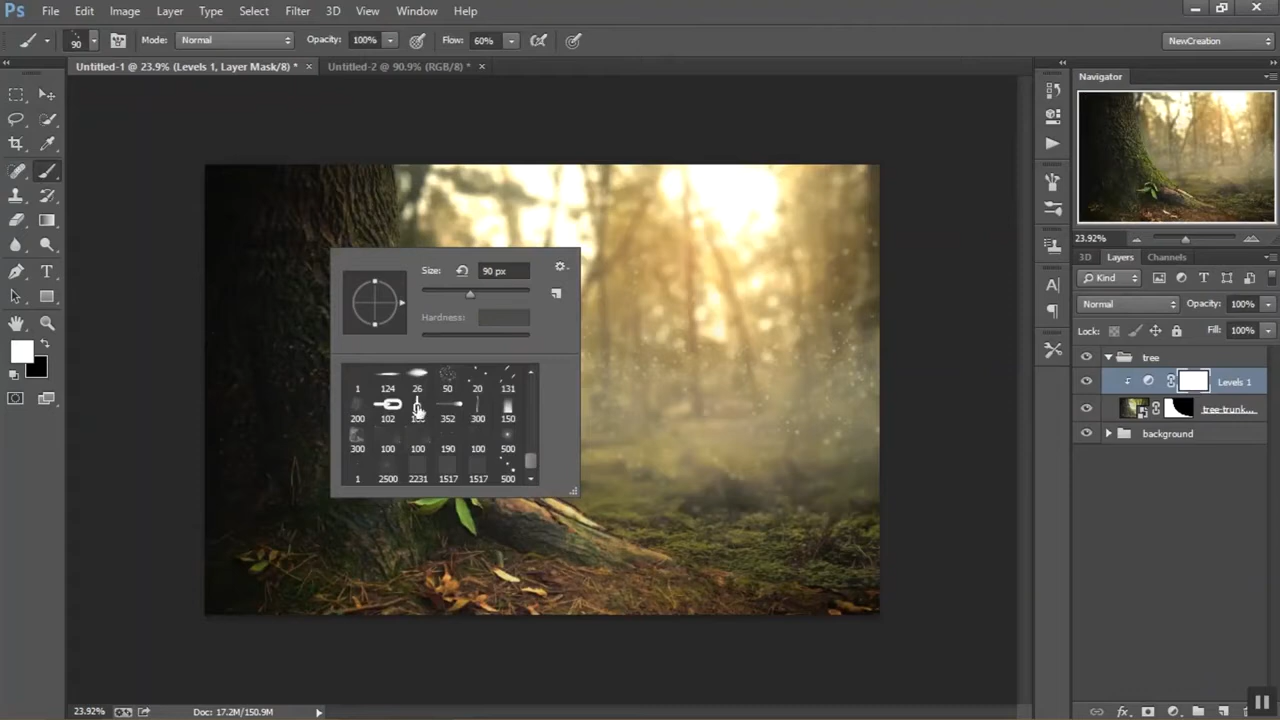 Ps File Edit Image Layer Type Select Filter 3D View Window Help
90 Mode: Normal Opacity: 100% Flow: 60% NewCreation
Untitled-1 @ 23.9% (Levels 1, Layer Mask/8) * × Untitled-2 @ 90.9% (RGB/8) * ×
Navigator
23.92%
3D Layers Channels
Kind
Normal Opacity: 100%
Lock: Fill: 100%
tree
Levels 1
tree-trunk...
background
Size: 90 px
Hardness:
1 124 26 50 20 131
200 102 352 300 150
300 100 100 190 100 500
1 2500 2231 1517 1517 500
23.92% Doc: 17.2M/150.9M
fx